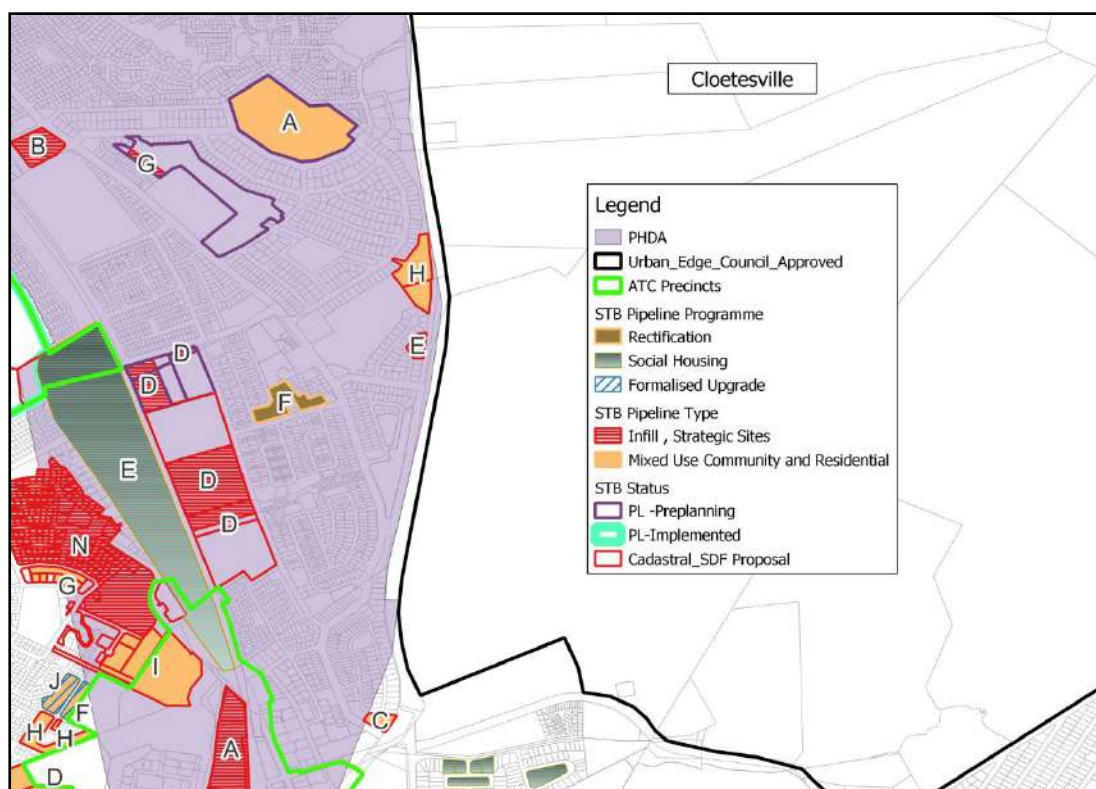 Cloetesville
A
B
G
H
E
D
D
F
E
D
D
N
G
I
J
F
H
H
D
A
C
Legend
PHDA
Urban_Edge_Council_Approved
ATC Precincts
STB Pipeline Programme
Rectification
Social Housing
Formalised Upgrade
STB Pipeline Type
Infill , Strategic Sites
Mixed Use Community and Residential
STB Status
PL -Preplanning
PL-Implemented
Cadastral_SDF Proposal